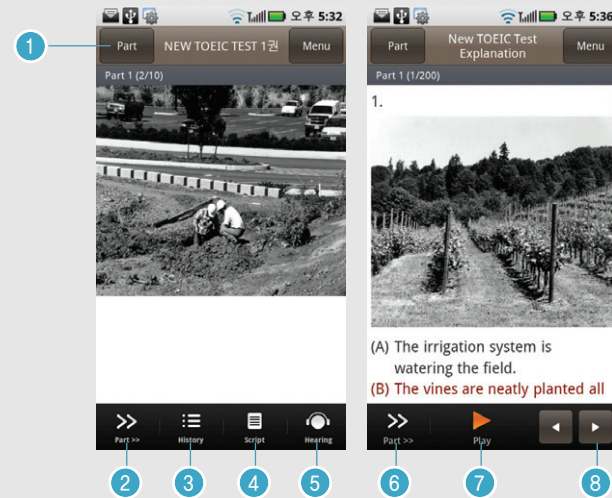 오후 5:32
1
Part
NEW TOEIC TEST 1권
Menu
Part 1 (2/10)
Part >>
History
Script
Hearing
2
3
4
5
오후 5:36
Part
New TOEIC Test
Explanation
Menu
Part 1 (1/200)
1.
(A) The irrigation system is
watering the field.
(B) The vines are neatly planted all
Part >>
Play
6
7
8